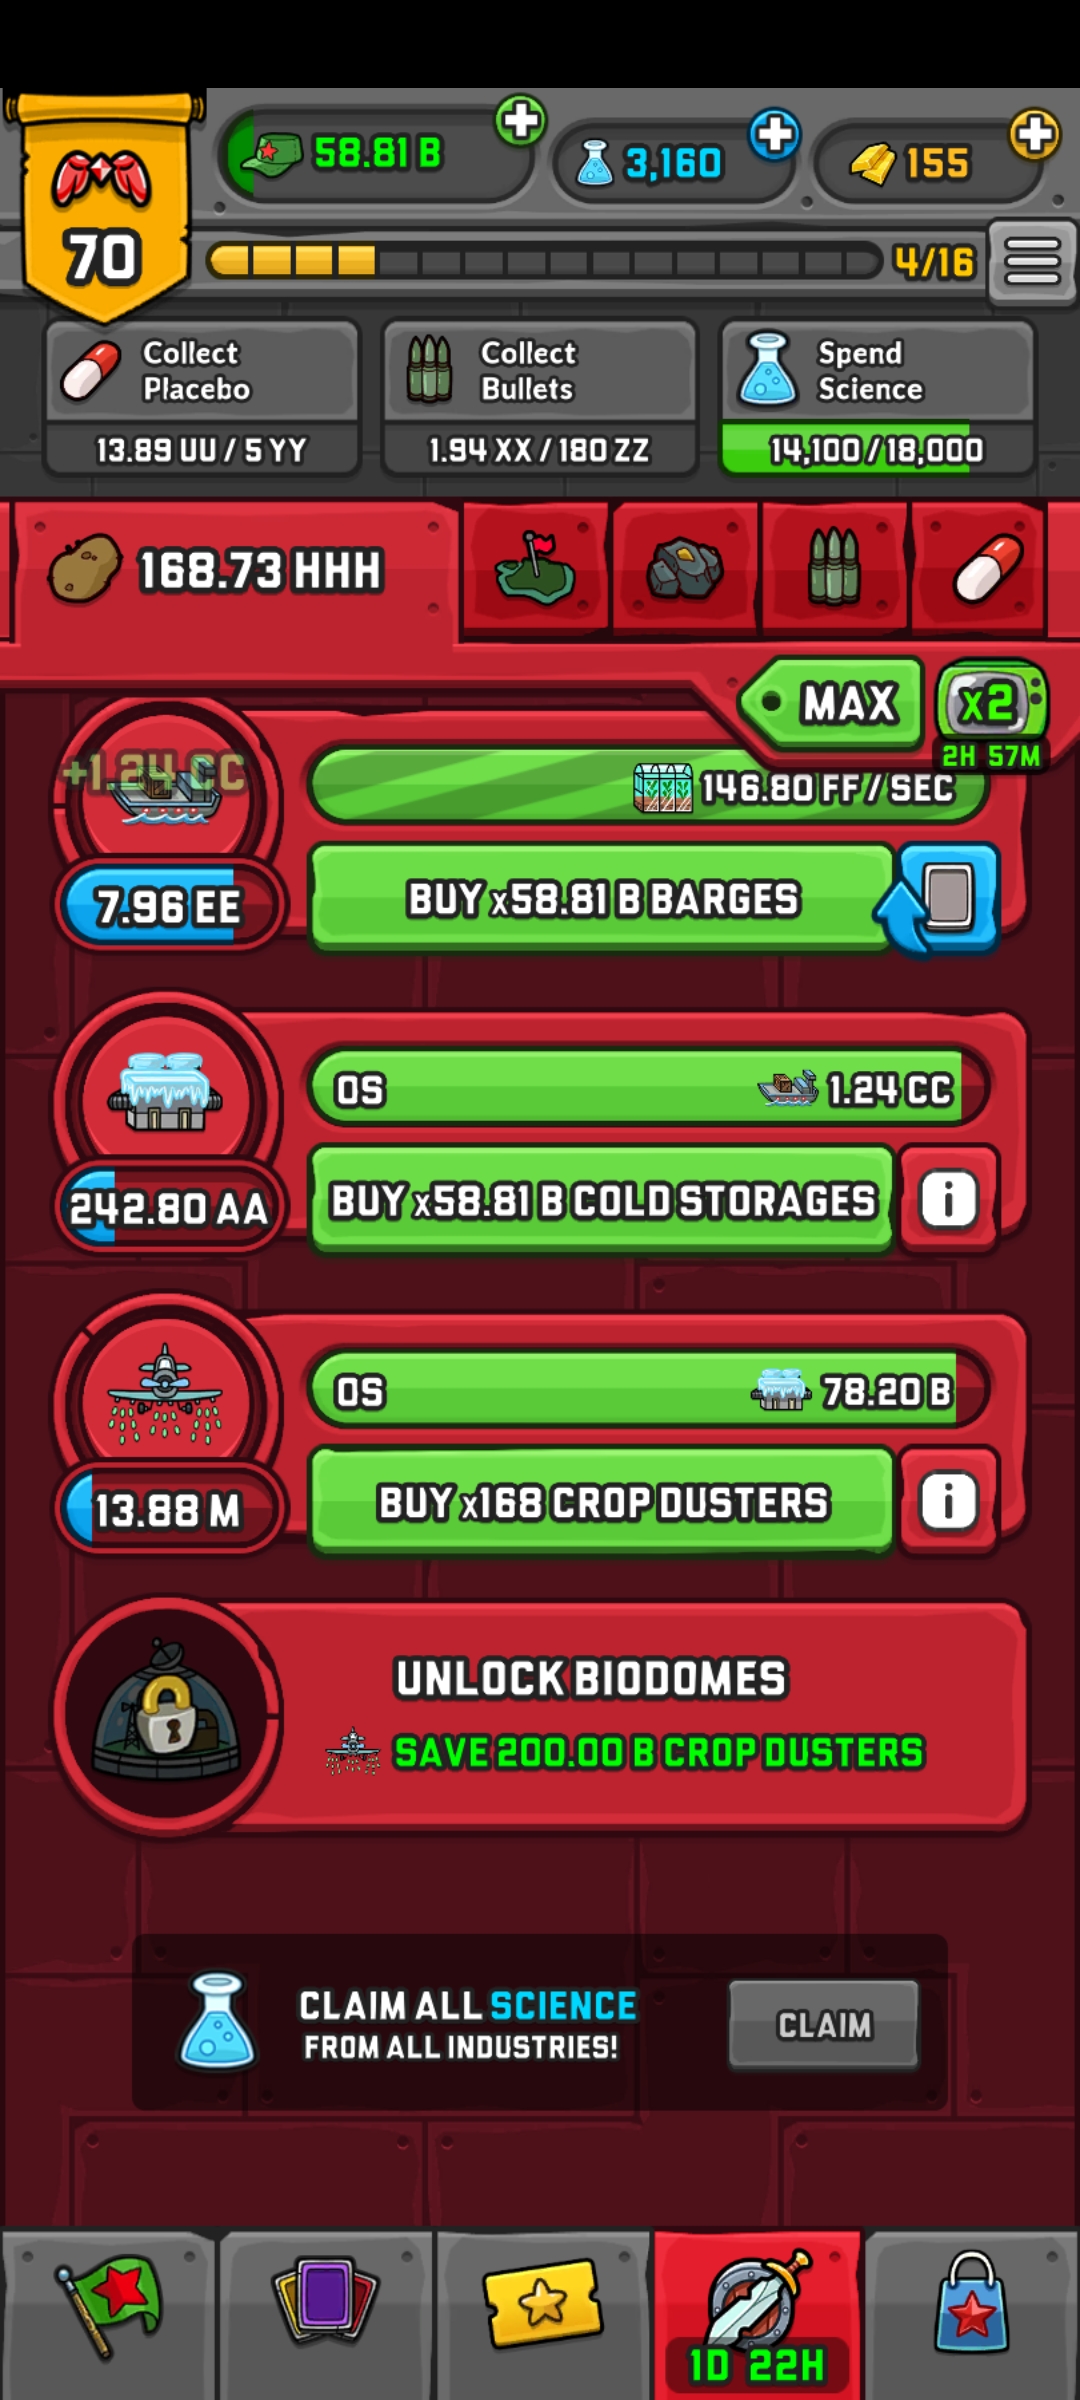 58.81 B
3,160
155
70
4/16
Collect
Placebo
13.89 UU / 5 YY
Collect
Bullets
1.94 XX / 180 ZZ
Spend
Science
14,100 / 18,000
168.73 HHH
MAX
x2
2H 57M
+1.24 CC
146.80 FF / SEC
7.96 EE
BUY x58.81 B BARGES
0S
1.24 CC
242.80 AA
BUY x58.81 B COLD STORAGES
i
0S
78.20 B
13.88 M
BUY x168 CROP DUSTERS
i
UNLOCK BIODOMES
SAVE 200.00 B CROP DUSTERS
CLAIM ALL SCIENCE
FROM ALL INDUSTRIES!
CLAIM
1D 22H